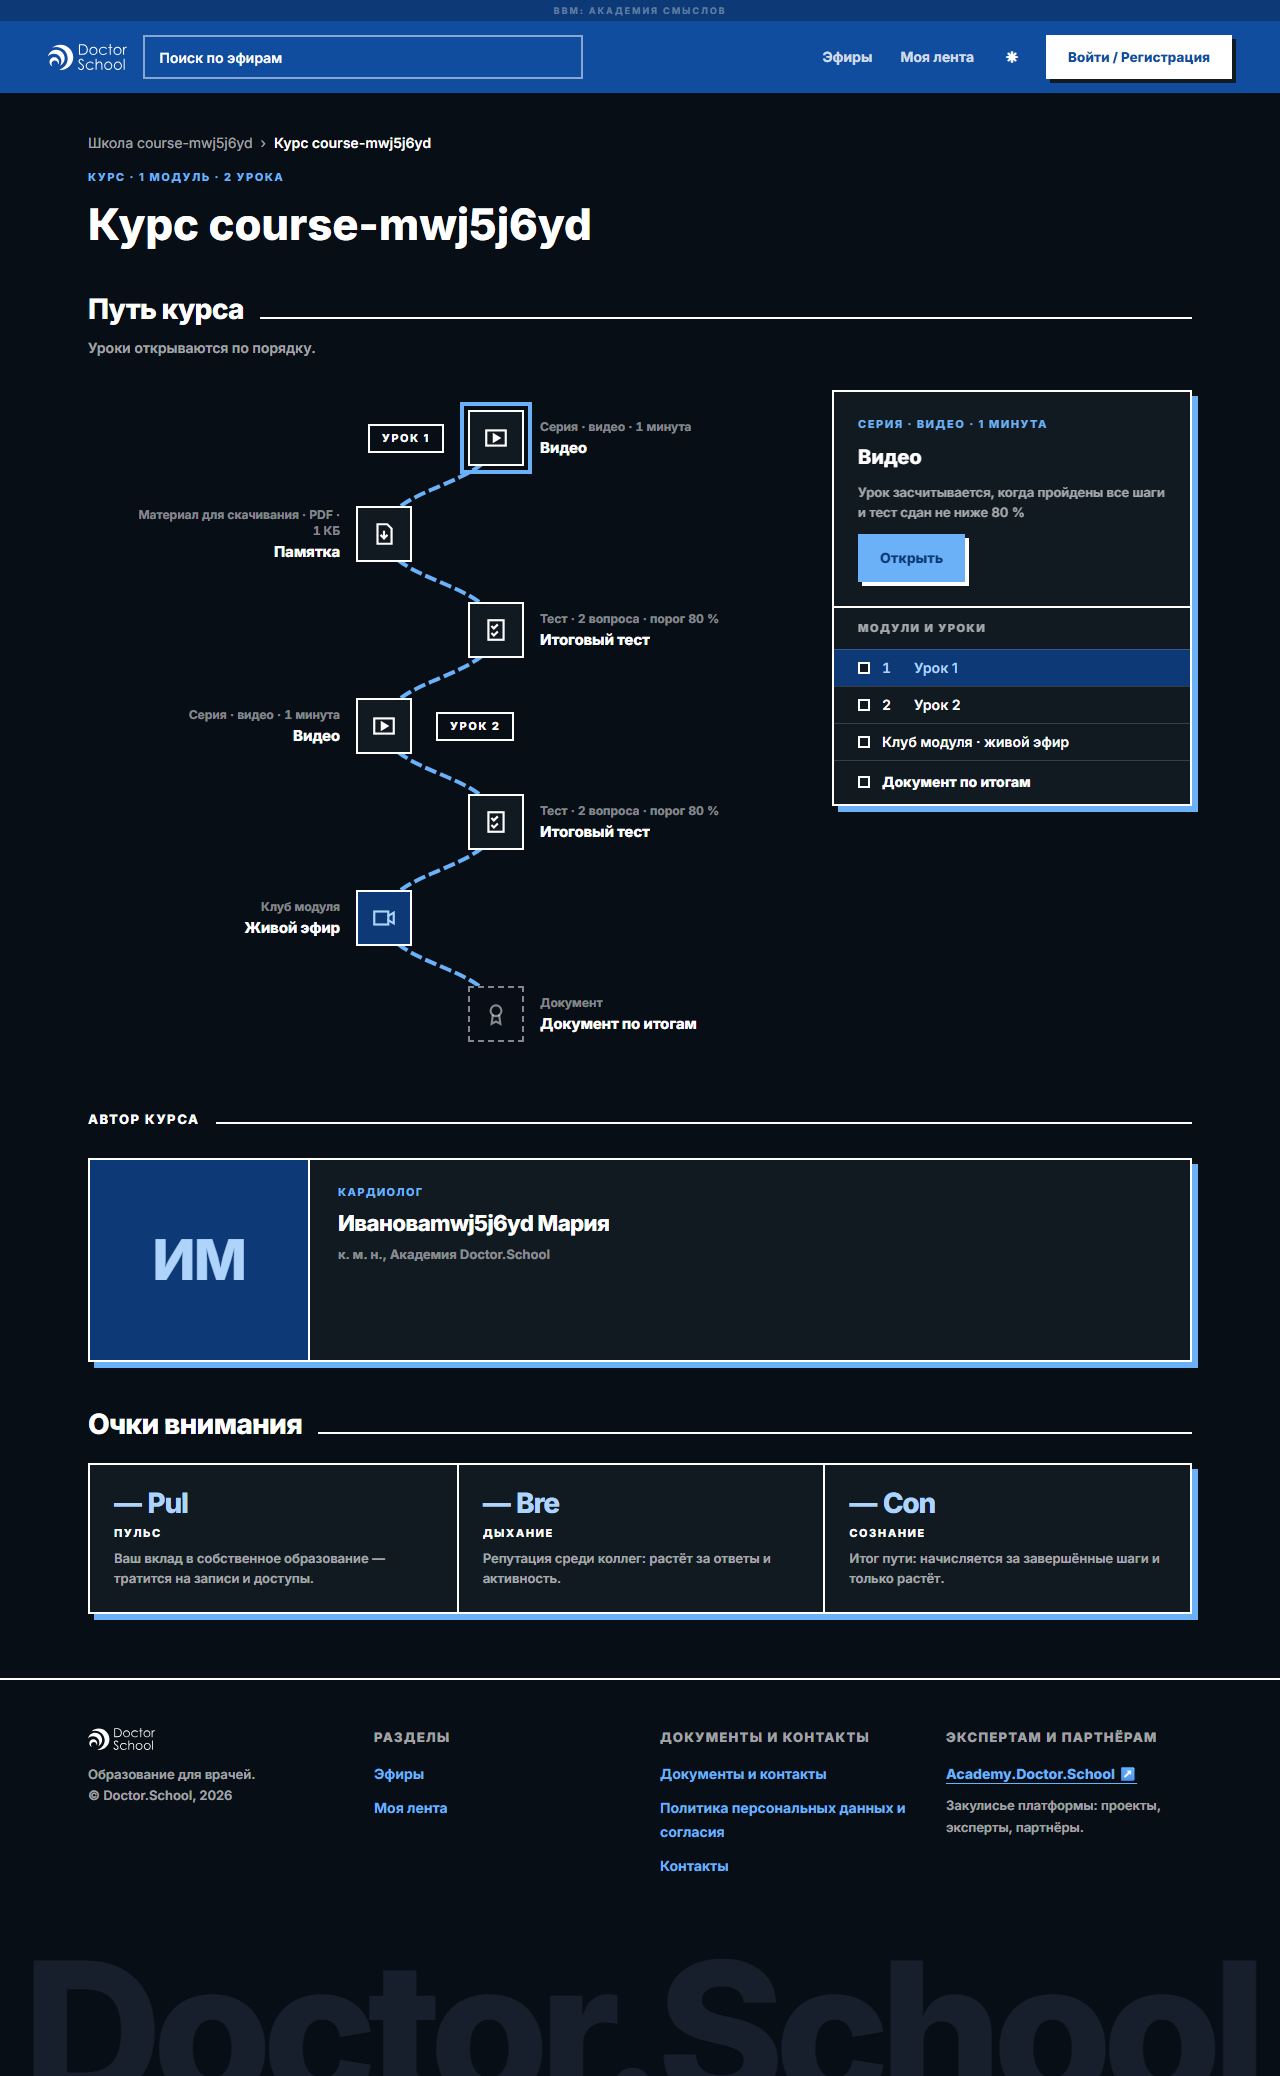 ВВМ: АКАДЕМИЯ СМЫСЛОВ
Doctor School
Поиск по эфирам
Эфиры
Моя лента
Войти / Регистрация
Школа course-mwj5j6yd › Курс course-mwj5j6yd
КУРС · 1 МОДУЛЬ · 2 УРОКА
Курс course-mwj5j6yd
Путь курса
Уроки открываются по порядку.
УРОК 1
Серия · видео · 1 минута
Видео
Материал для скачивания · PDF ·
1 КБ
Памятка
Тест · 2 вопроса · порог 80 %
Итоговый тест
Серия · видео · 1 минута
Видео
УРОК 2
Тест · 2 вопроса · порог 80 %
Итоговый тест
Клуб модуля
Живой эфир
Документ
Документ по итогам
СЕРИЯ · ВИДЕО · 1 МИНУТА
Видео
Урок засчитывается, когда пройдены все шаги
и тест сдан не ниже 80 %
Открыть
МОДУЛИ И УРОКИ
1 Урок 1
2 Урок 2
Клуб модуля · живой эфир
Документ по итогам
АВТОР КУРСА
ИМ
КАРДИОЛОГ
Ивановаmwj5j6yd Мария
к. м. н., Академия Doctor.School
Очки внимания
— Pul
ПУЛЬС
Ваш вклад в собственное образование —
тратится на записи и доступы.
— Bre
ДЫХАНИЕ
Репутация среди коллег: растёт за ответы и
активность.
— Con
СОЗНАНИЕ
Итог пути: начисляется за завершённые шаги и
только растёт.
Doctor School
Образование для врачей.
© Doctor.School, 2026
РАЗДЕЛЫ
Эфиры
Моя лента
ДОКУМЕНТЫ И КОНТАКТЫ
Документы и контакты
Политика персональных данных и
согласия
Контакты
ЭКСПЕРТАМ И ПАРТНЁРАМ
Academy.Doctor.School ↗
Закулисье платформы: проекты,
эксперты, партнёры.
Doctor.School